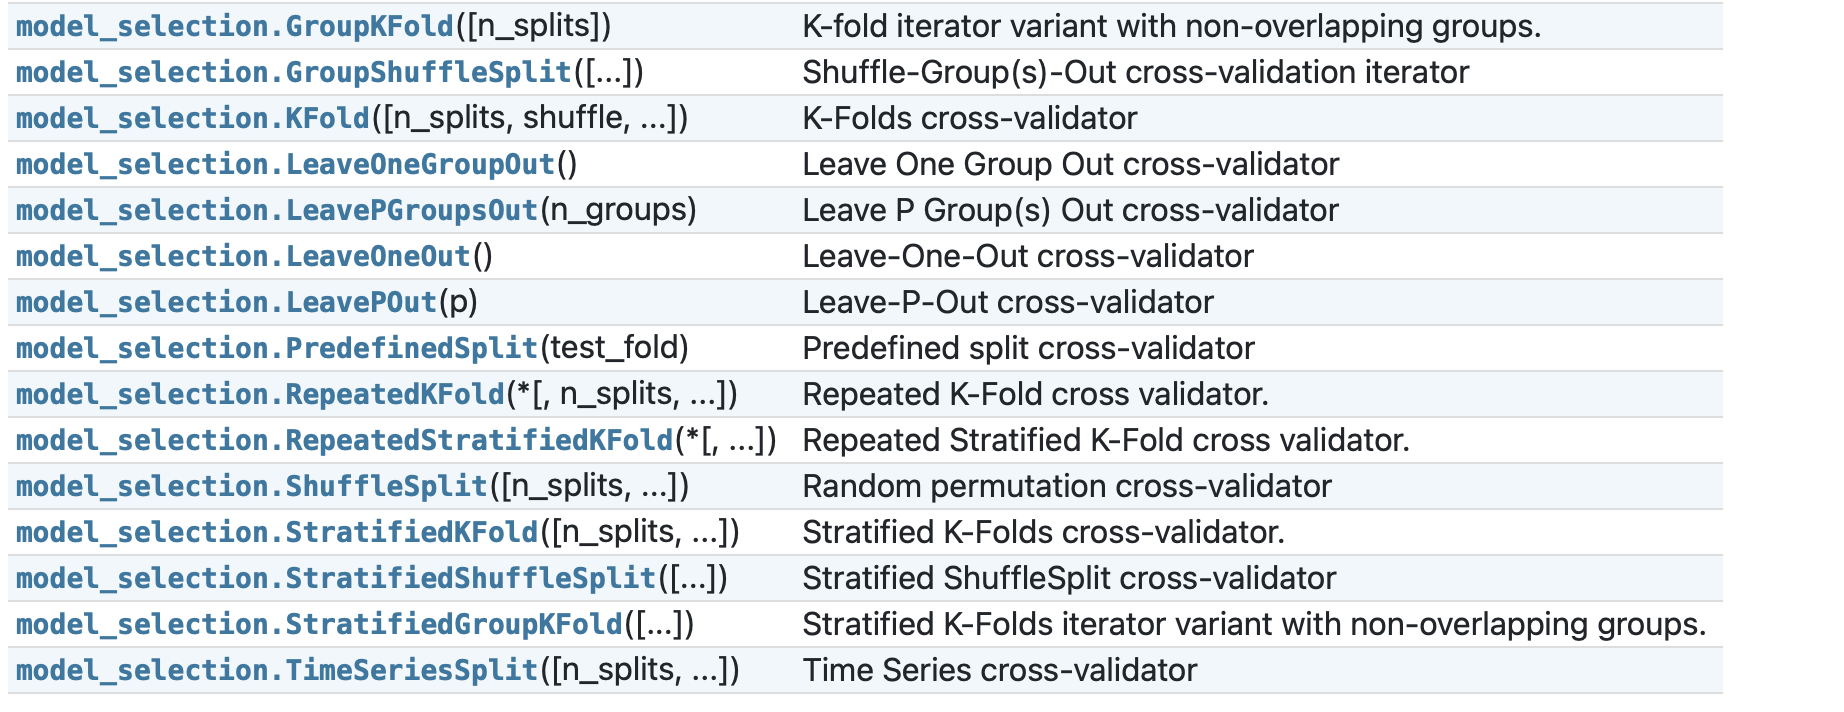 model_selection.GroupKFold([n_splits]) K-fold iterator variant with non-overlapping groups.
model_selection.GroupShuffleSplit([...]) Shuffle-Group(s)-Out cross-validation iterator
model_selection.KFold([n_splits, shuffle, ...]) K-Folds cross-validator
model_selection.LeaveOneGroupOut() Leave One Group Out cross-validator
model_selection.LeavePGroupsOut(n_groups) Leave P Group(s) Out cross-validator
model_selection.LeaveOneOut() Leave-One-Out cross-validator
model_selection.LeavePOut(p) Leave-P-Out cross-validator
model_selection.PredefinedSplit(test_fold) Predefined split cross-validator
model_selection.RepeatedKFold(*[, n_splits, ...]) Repeated K-Fold cross validator.
model_selection.RepeatedStratifiedKFold(*[, ...]) Repeated Stratified K-Fold cross validator.
model_selection.ShuffleSplit([n_splits, ...]) Random permutation cross-validator
model_selection.StratifiedKFold([n_splits, ...]) Stratified K-Folds cross-validator.
model_selection.StratifiedShuffleSplit([...]) Stratified ShuffleSplit cross-validator
model_selection.StratifiedGroupKFold([...]) Stratified K-Folds iterator variant with non-overlapping groups.
model_selection.TimeSeriesSplit([n_splits, ...]) Time Series cross-validator